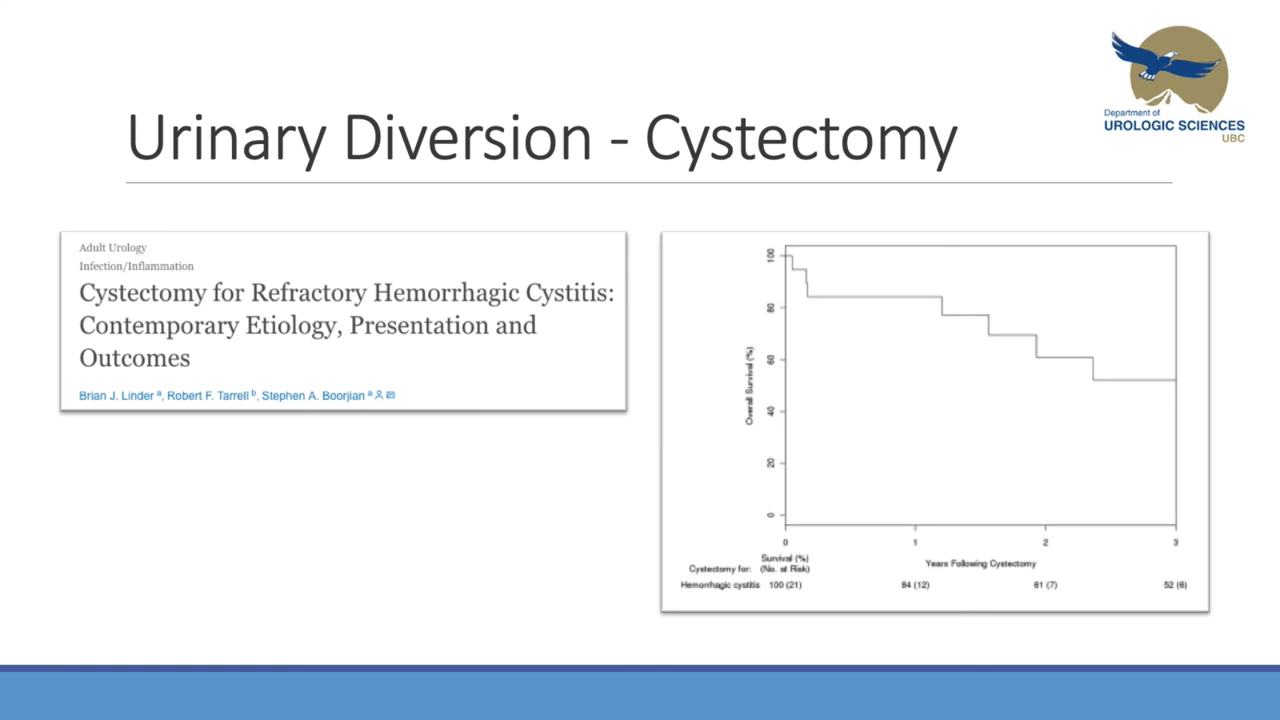 Department of
UROLOGIC SCIENCES
UBC
Urinary Diversion - Cystectomy
Adult Urology
Infection/Inflammation
Cystectomy for Refractory Hemorrhagic Cystitis:
Contemporary Etiology, Presentation and
Outcomes
Brian J. Linder a, Robert F. Tarrell b, Stephen A. Boorjian a
Overall Survival (%)
100
80
60
40
20
0
0 1 2 3
Years Following Cystectomy
Survival (%)
Cystectomy for: (No. at Risk)
Hemorrhagic cystitis 100 (21) 84 (12) 61 (7) 52 (6)